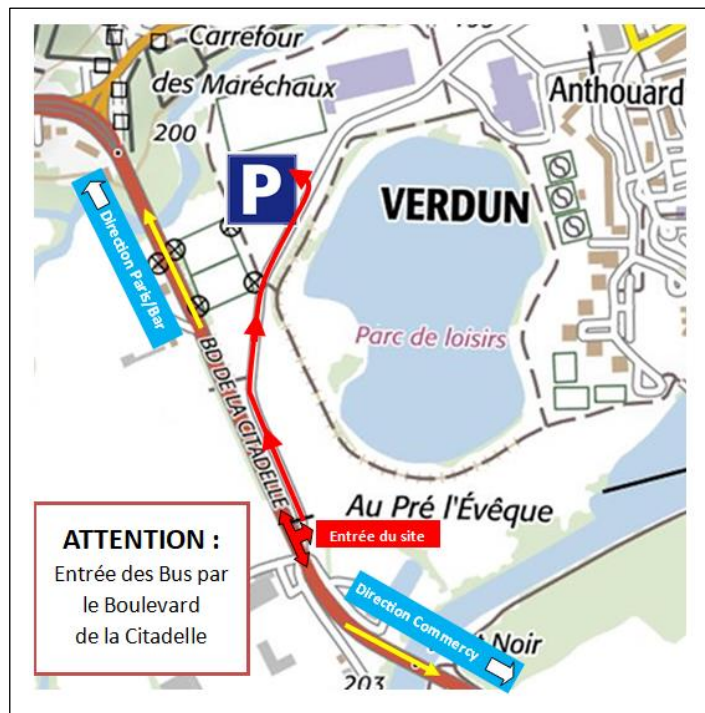 Carrefour
des Maréchaux
200
Anthouard
P
VERDUN
Direction Paris/Bar
Parc de loisirs
BD DE LA CITADELLE
Au Pré l'Évêque
Entrée du site
ATTENTION :
Entrée des Bus par
le Boulevard
de la Citadelle
Direction Commercy
Noir
203